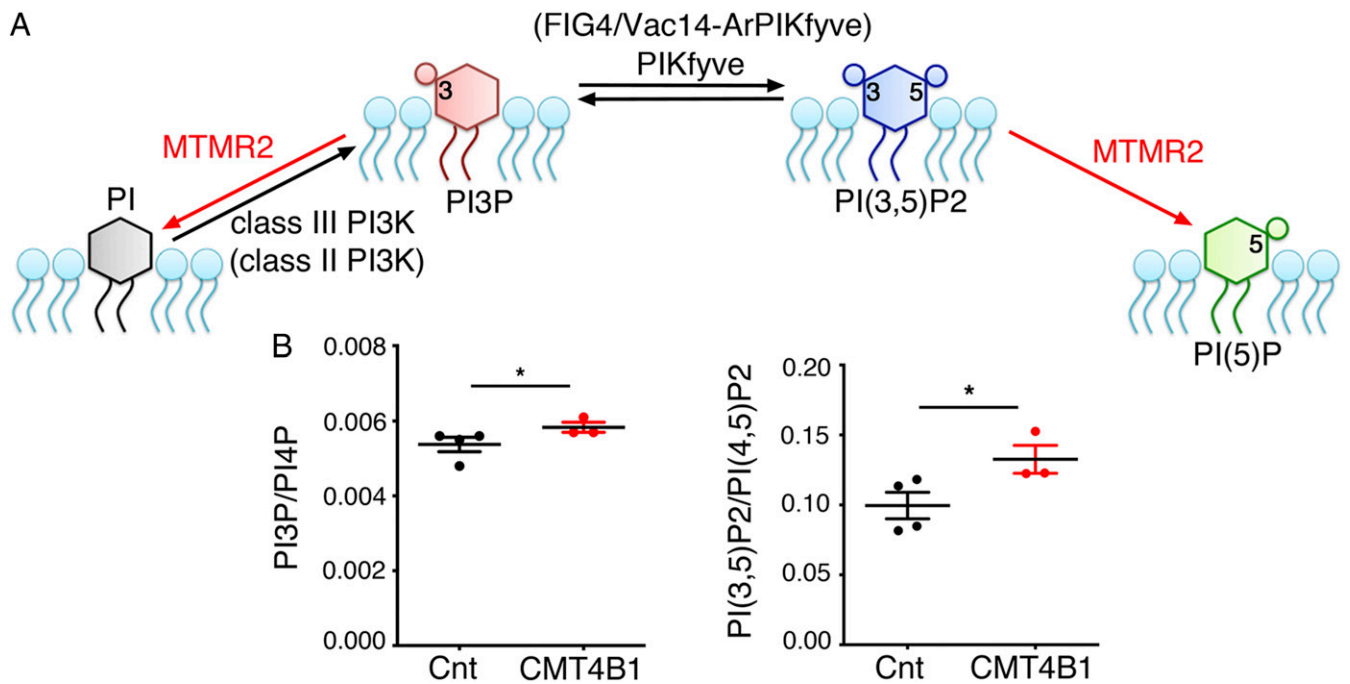 A
(FIG4/Vac14-ArPIKfyve)
PIKfyve
3
3 5
MTMR2
MTMR2
PI3P
PI(3,5)P2
PI
class III PI3K
(class II PI3K)
5
PI(5)P
B
PI3P/PI4P
0.008
0.006
0.004
0.002
0.000
*
Cnt CMT4B1
PI(3,5)P2/PI(4,5)P2
0.20
0.15
0.10
0.05
0.00
*
Cnt CMT4B1